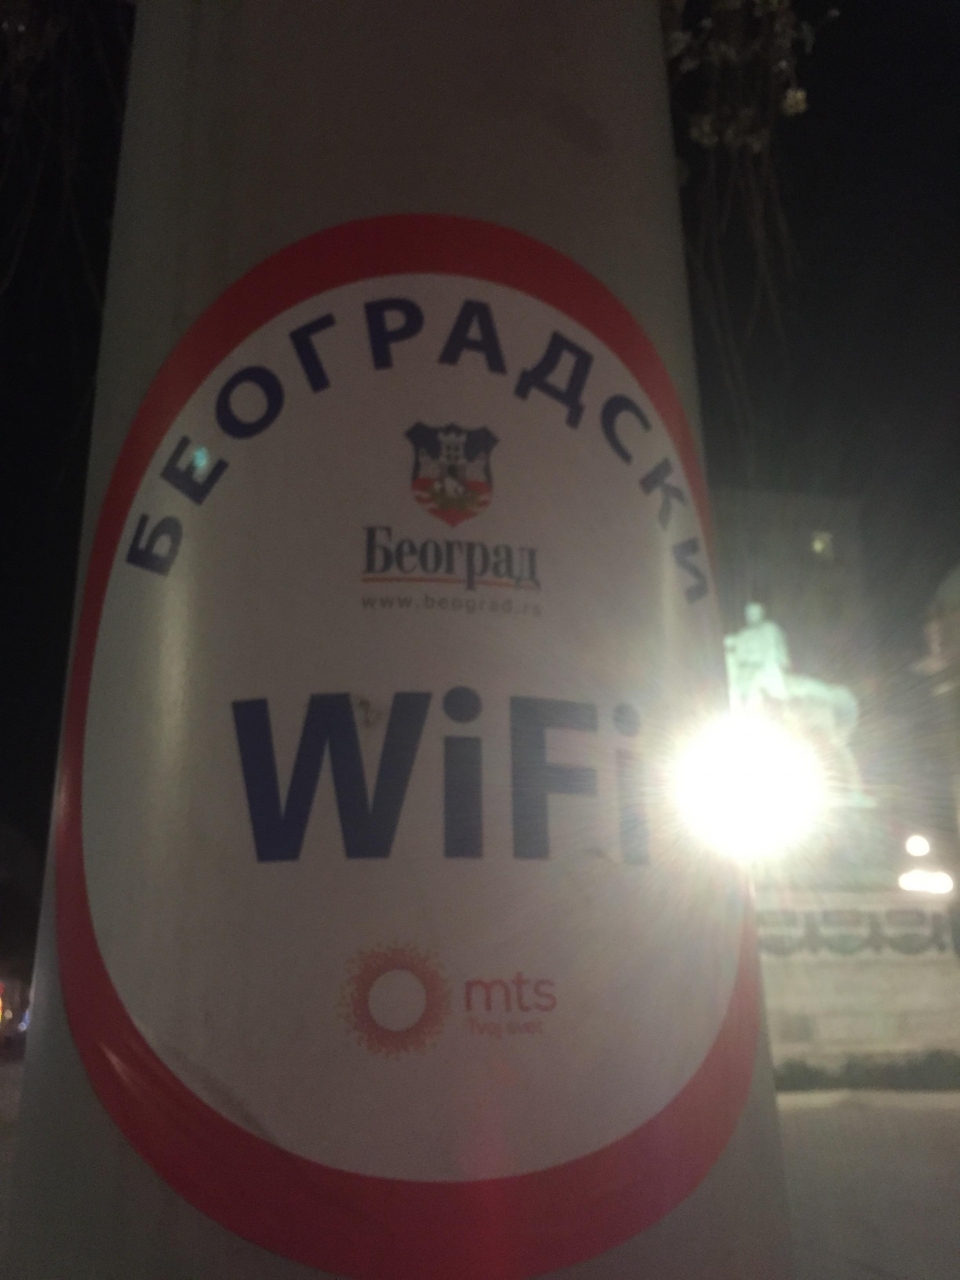 БЕОГРАДСКИ
Београд
www.beograd.rs
WiFi
mts
Tvoj svet